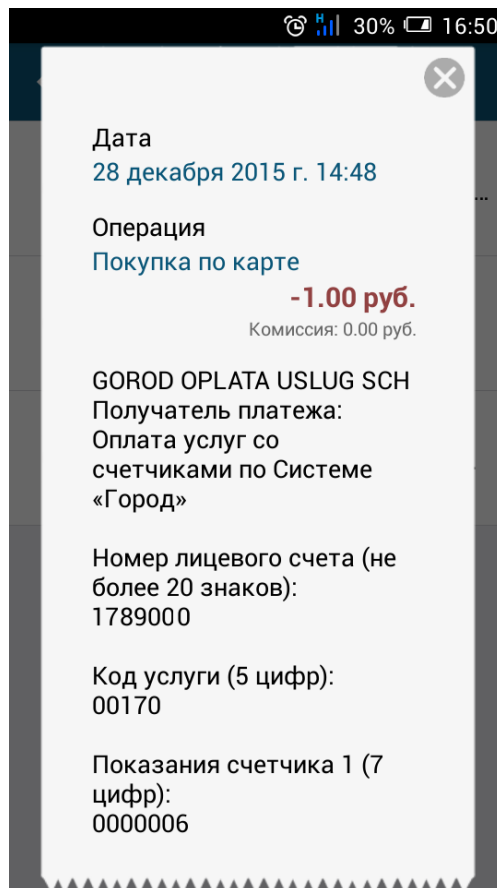 H 30% 16:50
Дата
28 декабря 2015 г. 14:48
Операция
Покупка по карте
-1.00 руб.
Комиссия: 0.00 руб.
GOROD OPLATA USLUG SCH
Получатель платежа:
Оплата услуг со
счетчиками по Системе
«Город»
Номер лицевого счета (не
более 20 знаков):
1789000
Код услуги (5 цифр):
00170
Показания счетчика 1 (7
цифр):
0000006
...